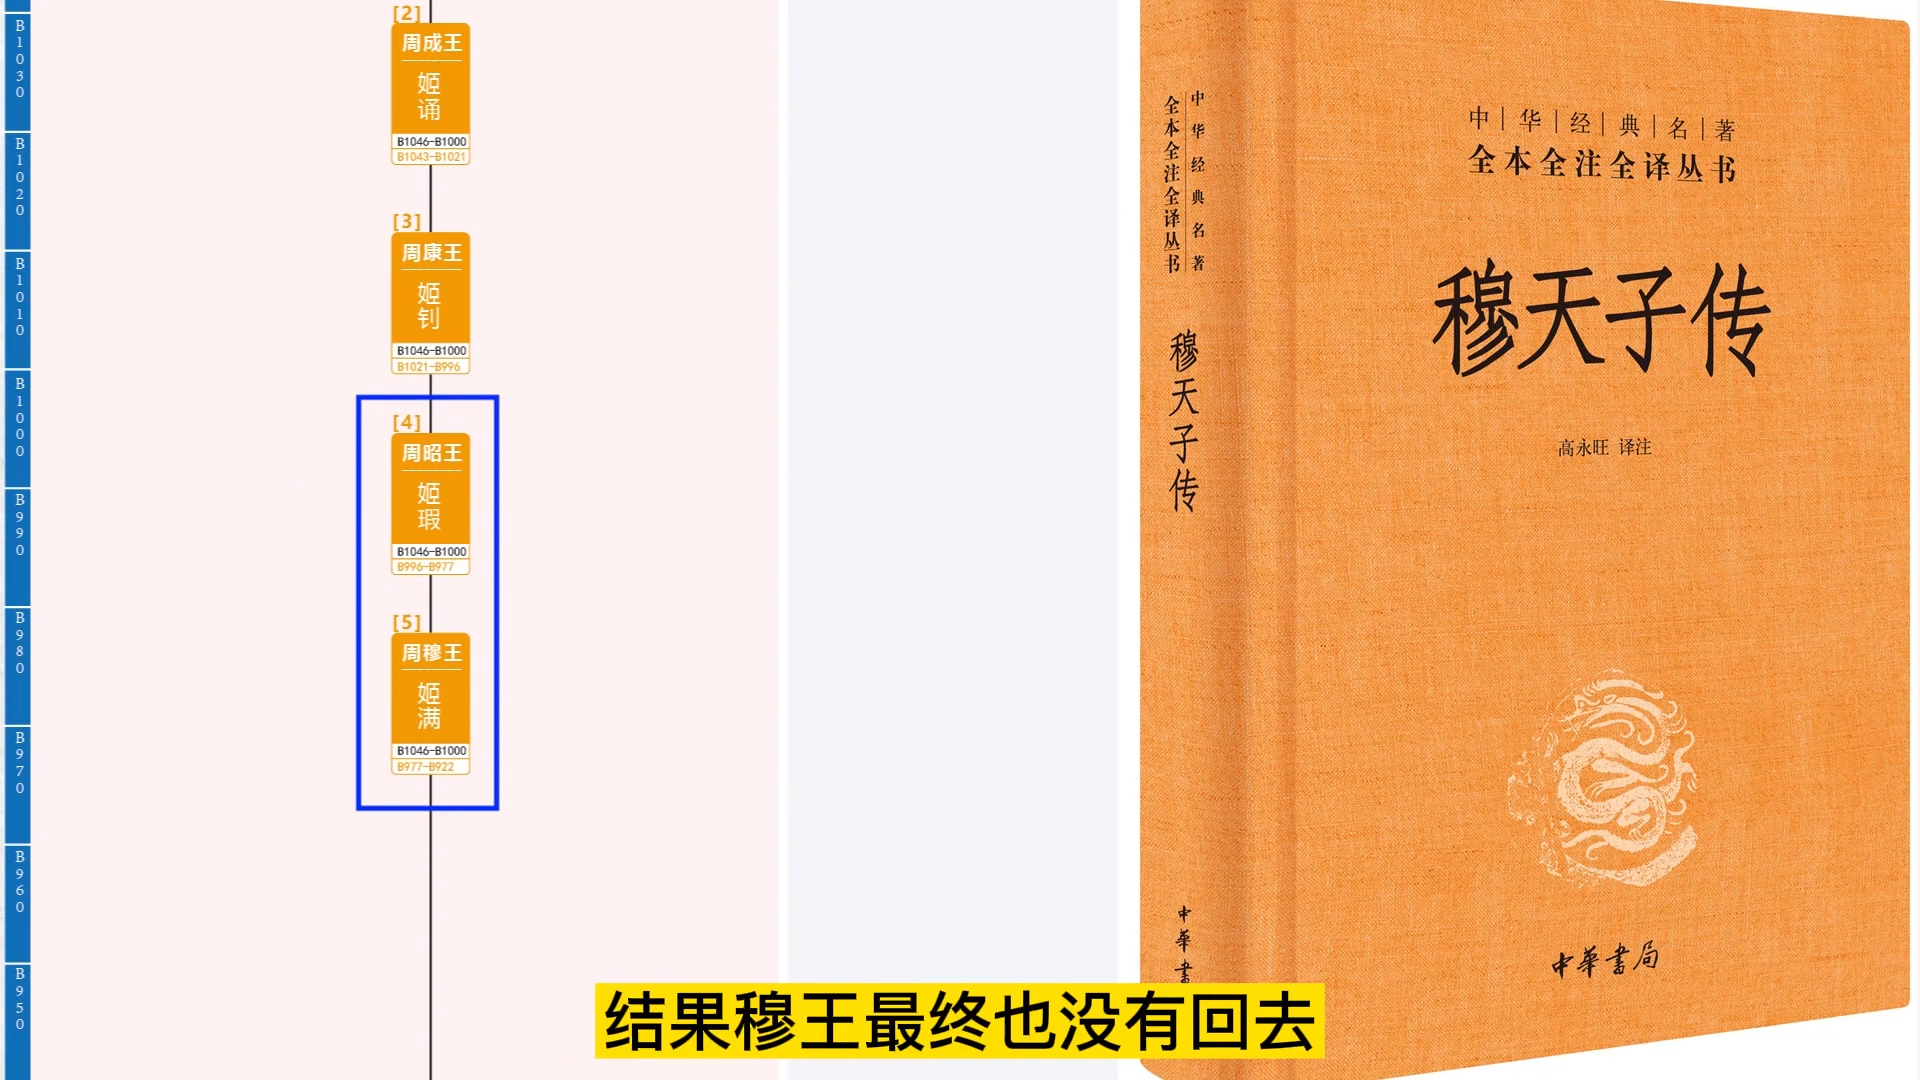 B1030
B1020
B1010
B1000
B990
B980
B970
B960
B950
[2]
周成王
姬诵
B1046-B1000
B1043-B1021
[3]
周康王
姬钊
B1046-B1000
B1021-B996
[4]
周昭王
姬瑕
B1046-B1000
B996-B977
[5]
周穆王
姬满
B1046-B1000
B977-B922
中华经典名著
全本全注全译丛书
穆天子传
中華書
中|华|经|典|名|著
全本全注全译丛书
穆天子传
高永旺 译注
中華書局
结果穆王最终也没有回去